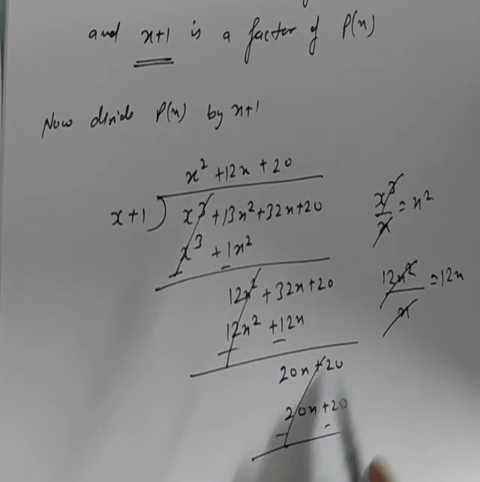 and x+1 is a factor of P(x)
Now divide P(x) by x+1
x² + 12x + 20
x+1 ) x³ + 13x² + 32x + 20
x³ + 1x²
x³/x = x²
12x² + 32x + 20
12x²/x = 12x
12x² + 12x
20x + 20
20x + 20